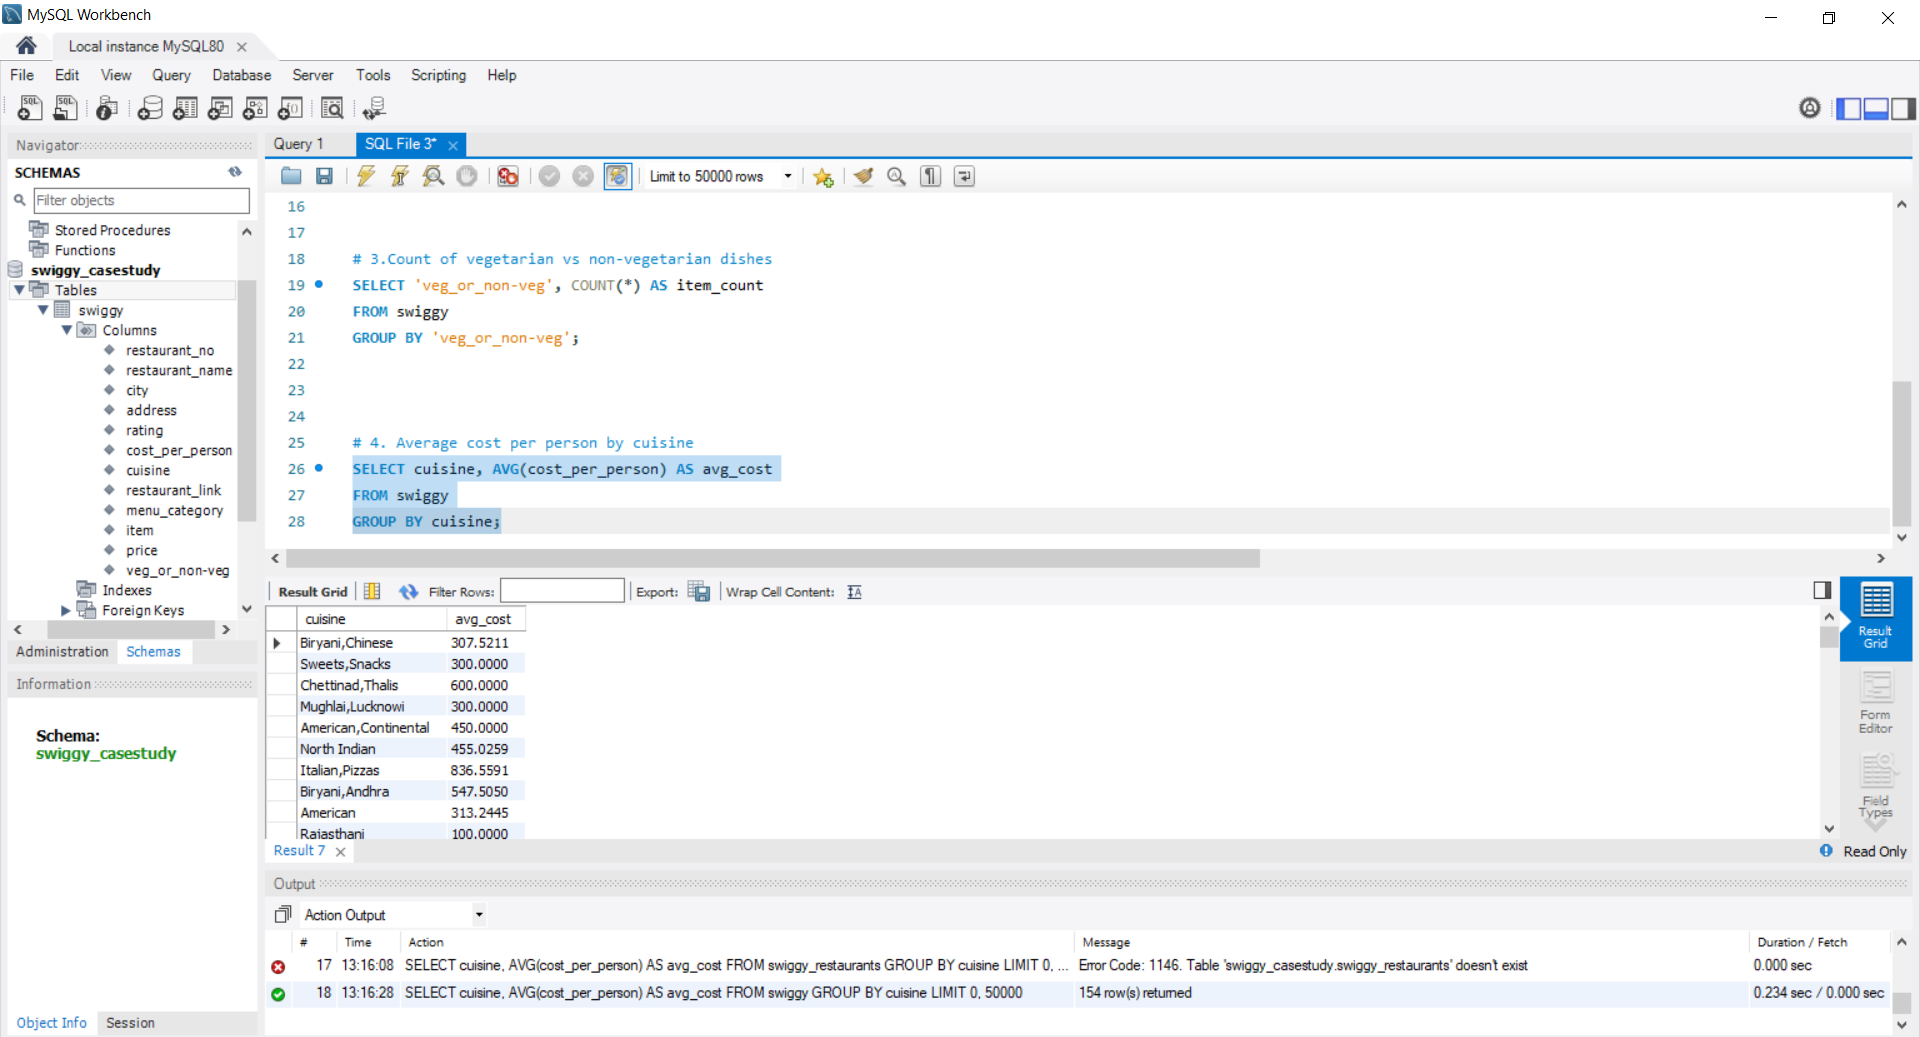 MySQL Workbench
Local instance MySQL80
File Edit View Query Database Server Tools Scripting Help
Navigator
SCHEMAS
Filter objects
Stored Procedures
Functions
swiggy_casestudy
Tables
swiggy
Columns
restaurant_no
restaurant_name
city
address
rating
cost_per_person
cuisine
restaurant_link
menu_category
item
price
veg_or_non-veg
Indexes
Foreign Keys
Administration Schemas
Information
Schema:
swiggy_casestudy
Object Info Session
Query 1 SQL File 3*
Limit to 50000 rows
16
17
18 # 3.Count of vegetarian vs non-vegetarian dishes
19 SELECT 'veg_or_non-veg', COUNT(*) AS item_count
20 FROM swiggy
21 GROUP BY 'veg_or_non-veg';
22
23
24
25 # 4. Average cost per person by cuisine
26 SELECT cuisine, AVG(cost_per_person) AS avg_cost
27 FROM swiggy
28 GROUP BY cuisine;
Result Grid Filter Rows: Export: Wrap Cell Content:
cuisine avg_cost
Biryani,Chinese 307.5211
Sweets,Snacks 300.0000
Chettinad,Thalis 600.0000
Mughlai,Lucknowi 300.0000
American,Continental 450.0000
North Indian 455.0259
Italian,Pizzas 836.5591
Biryani,Andhra 547.5050
American 313.2445
Rajasthani 100.0000
Result
Grid
Form
Editor
Field
Types
Result 7
Read Only
Output
Action Output
# Time Action Message Duration / Fetch
17 13:16:08 SELECT cuisine, AVG(cost_per_person) AS avg_cost FROM swiggy_restaurants GROUP BY cuisine LIMIT 0, ... Error Code: 1146. Table 'swiggy_casestudy.swiggy_restaurants' doesn't exist 0.000 sec
18 13:16:28 SELECT cuisine, AVG(cost_per_person) AS avg_cost FROM swiggy GROUP BY cuisine LIMIT 0, 50000 154 row(s) returned 0.234 sec / 0.000 sec